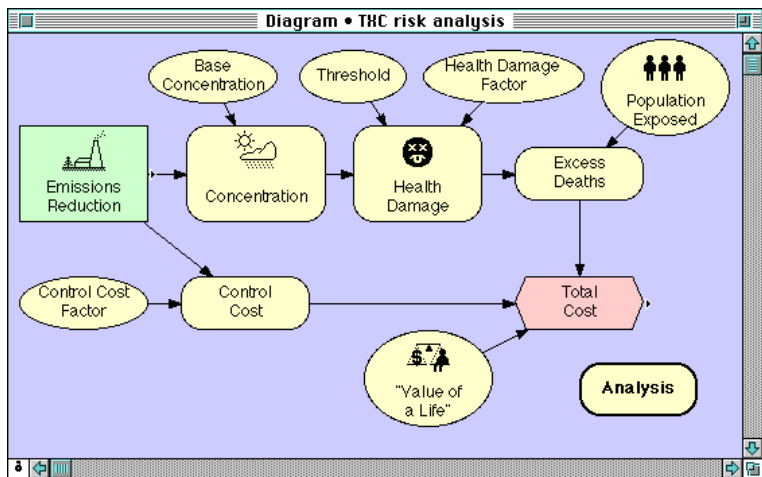 Diagram • TXC risk analysis
Base
Concentration
Threshold
Health Damage
Factor
Population
Exposed
Emissions
Reduction
Concentration
Health
Damage
Excess
Deaths
Control Cost
Factor
Control
Cost
Total
Cost
$
"Value of
a Life"
Analysis